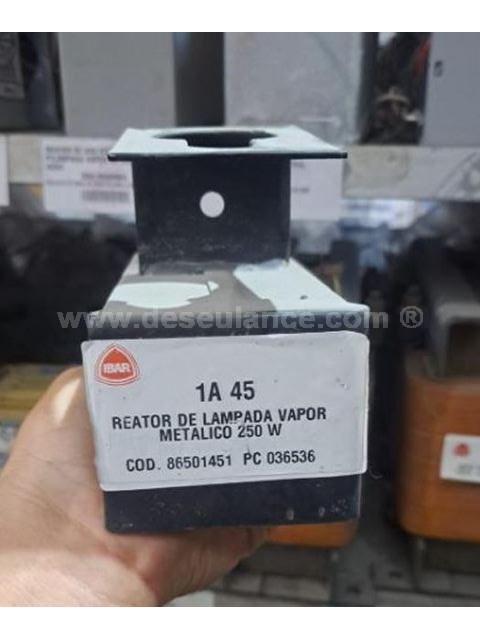 www.deseulance.com ®
IBAR
1A 45
REATOR DE LAMPADA VAPOR
METALICO 250 W
COD. 86501451 PC 036536